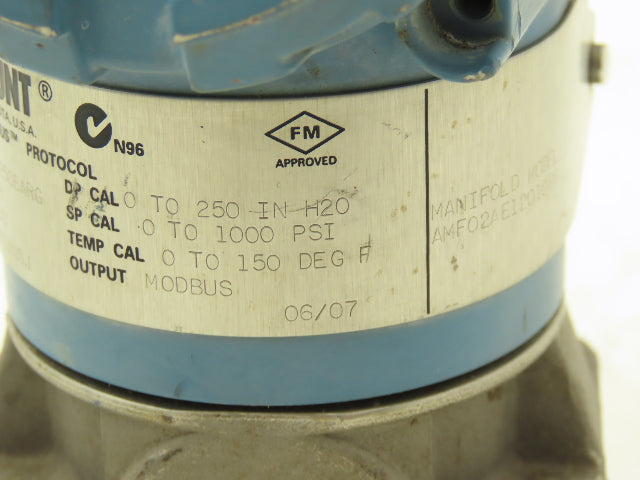 UNT®
U.S.A.
PROTOCOL
N96
FM
APPROVED
DP CAL 0 TO 250 IN H2O
SP CAL 0 TO 1000 PSI
TEMP CAL 0 TO 150 DEG F
OUTPUT MODBUS
06/07
MANIFOLD MODEL